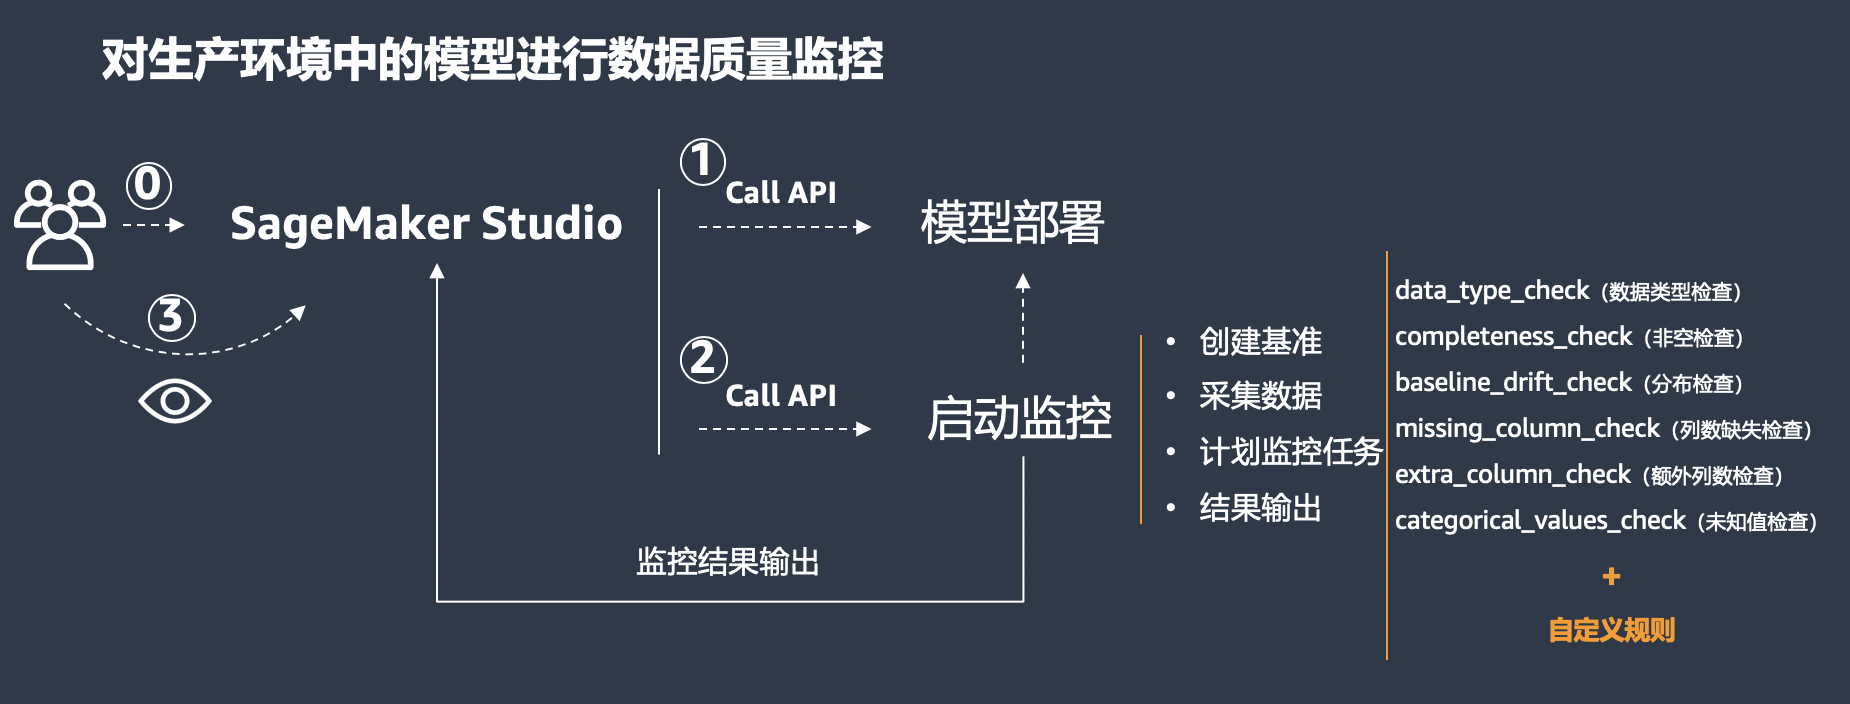 对生产环境中的模型进行数据质量监控
0
SageMaker Studio
1
Call API
模型部署
3
2
Call API
启动监控
• 创建基准
• 采集数据
• 计划监控任务
• 结果输出
data_type_check（数据类型检查）
completeness_check（非空检查）
baseline_drift_check（分布检查）
missing_column_check（列数缺失检查）
extra_column_check（额外列数检查）
categorical_values_check（未知值检查）
+
自定义规则
监控结果输出